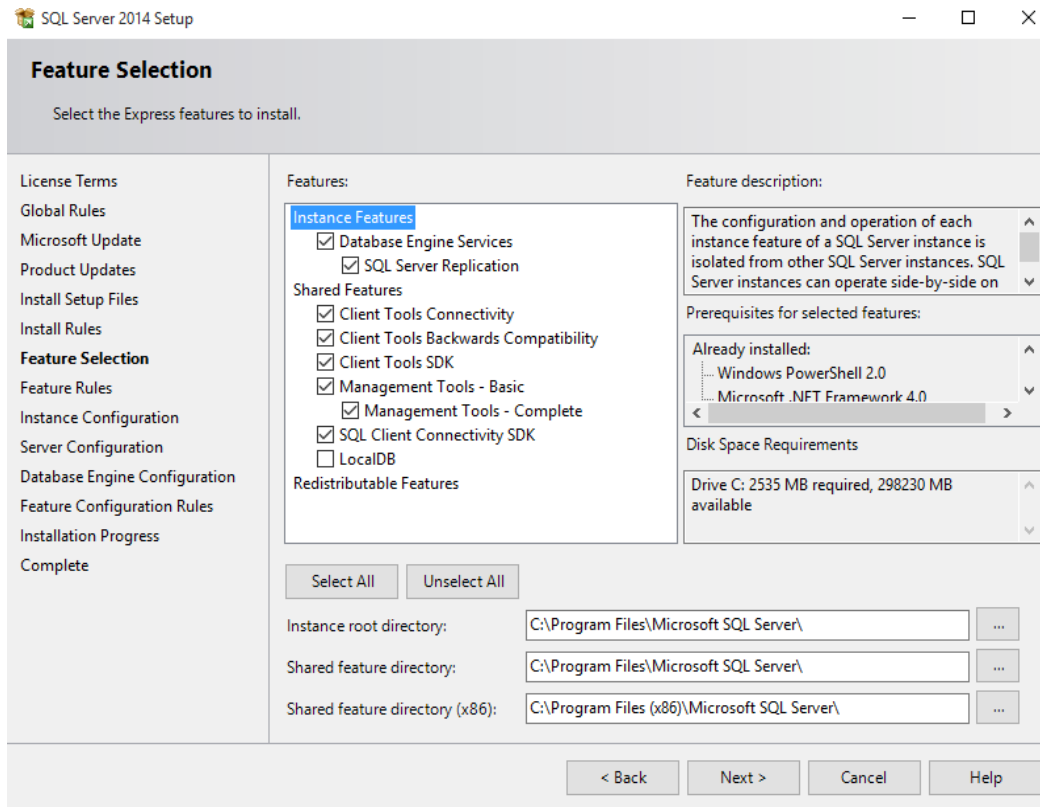 SQL Server 2014 Setup
Feature Selection
Select the Express features to install.
License Terms
Global Rules
Microsoft Update
Product Updates
Install Setup Files
Install Rules
Feature Selection
Feature Rules
Instance Configuration
Server Configuration
Database Engine Configuration
Feature Configuration Rules
Installation Progress
Complete
Features:
Instance Features
Database Engine Services
SQL Server Replication
Shared Features
Client Tools Connectivity
Client Tools Backwards Compatibility
Client Tools SDK
Management Tools - Basic
Management Tools - Complete
SQL Client Connectivity SDK
LocalDB
Redistributable Features
Feature description:
The configuration and operation of each
instance feature of a SQL Server instance is
isolated from other SQL Server instances. SQL
Server instances can operate side-by-side on
Prerequisites for selected features:
Already installed:
Windows PowerShell 2.0
Microsoft .NET Framework 4.0
Disk Space Requirements
Drive C: 2535 MB required, 298230 MB
available
Select All
Unselect All
Instance root directory:
C:\Program Files\Microsoft SQL Server\
...
Shared feature directory:
C:\Program Files\Microsoft SQL Server\
...
Shared feature directory (x86):
C:\Program Files (x86)\Microsoft SQL Server\
...
< Back
Next >
Cancel
Help